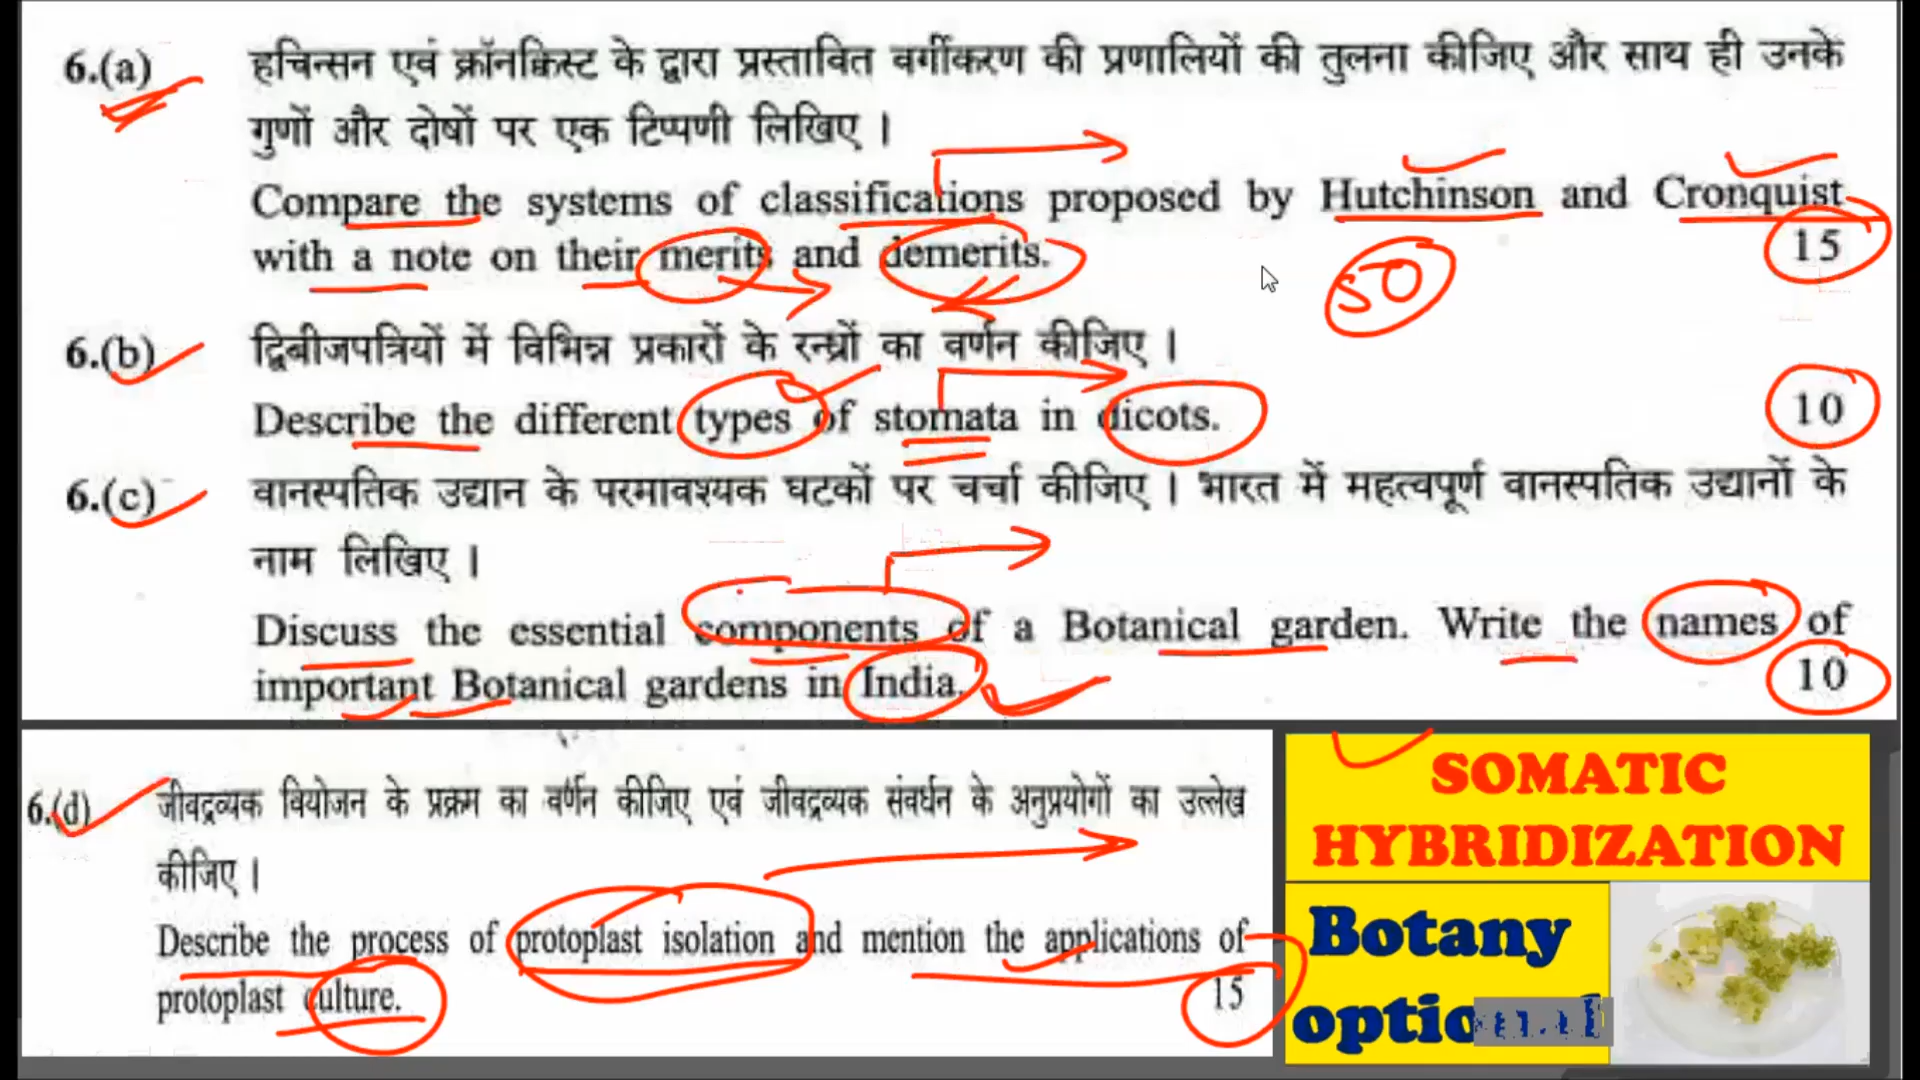 6.(a) हचिन्सन एवं क्रॉनक्विस्ट के द्वारा प्रस्तावित वर्गीकरण की प्रणालियों की तुलना कीजिए और साथ ही उनके
गुणों और दोषों पर एक टिप्पणी लिखिए ।
Compare the systems of classifications proposed by Hutchinson and Cronquist
with a note on their merits and demerits. 15
50
6.(b) द्विबीजपत्रियों में विभिन्न प्रकारों के रन्ध्रों का वर्णन कीजिए ।
Describe the different types of stomata in dicots. 10
6.(c) वानस्पतिक उद्यान के परमावश्यक घटकों पर चर्चा कीजिए । भारत में महत्वपूर्ण वानस्पतिक उद्यानों के
नाम लिखिए ।
Discuss the essential components of a Botanical garden. Write the names of
important Botanical gardens in India. 10
6.(d) जीवद्रव्यक वियोजन के प्रक्रम का वर्णन कीजिए एवं जीवद्रव्यक संवर्धन के अनुप्रयोगों का उल्लेख
कीजिए ।
Describe the process of protoplast isolation and mention the applications of
protoplast culture. 15
SOMATIC
HYBRIDIZATION
Botany